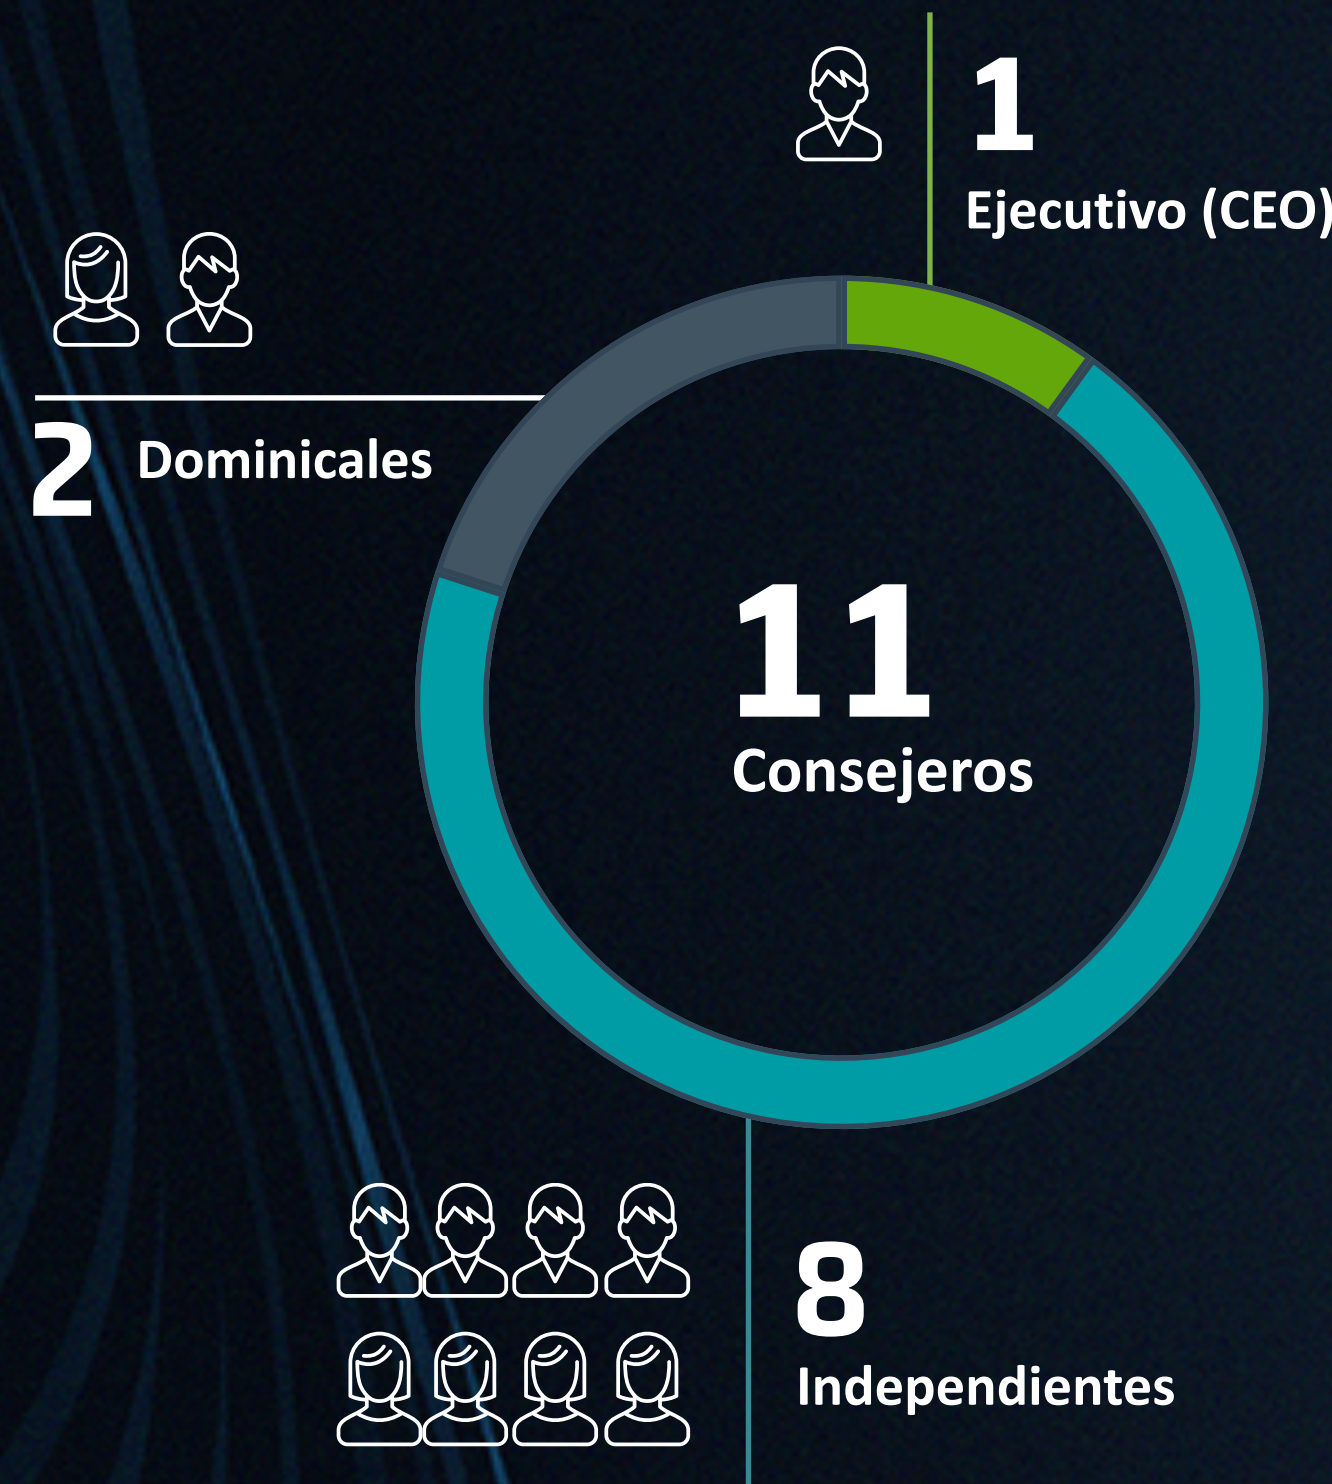 1
Ejecutivo (CEO)
2 Dominicales
11
Consejeros
8
Independientes